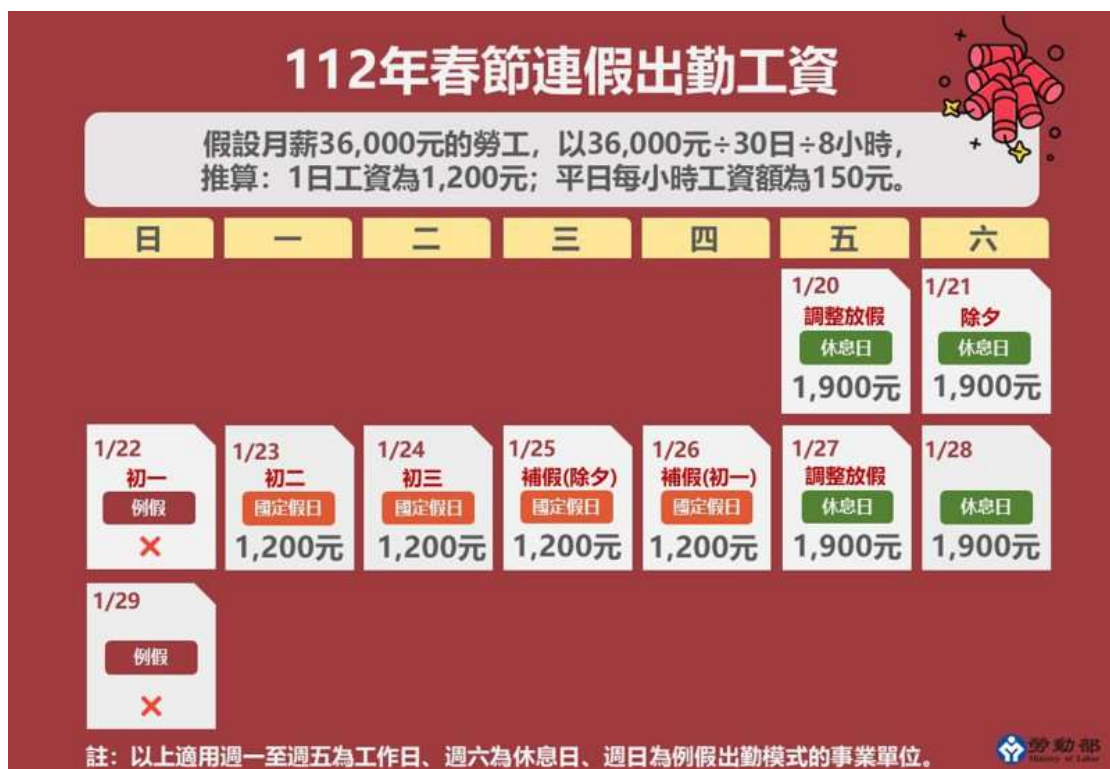 112年春節連假出勤工資
假設月薪36,000元的勞工，以36,000元÷30日÷8小時，
推算：1日工資為1,200元；平日每小時工資額為150元。
日 一 二 三 四 五 六
1/20 1/21
調整放假 除夕
休息日 休息日
1,900元 1,900元
1/22 1/23 1/24 1/25 1/26 1/27 1/28
初一 初二 初三 補假(除夕) 補假(初一) 調整放假
例假 國定假日 國定假日 國定假日 國定假日 休息日 休息日
✕ 1,200元 1,200元 1,200元 1,200元 1,900元 1,900元
1/29
例假
✕
註：以上適用週一至週五為工作日、週六為休息日、週日為例假出勤模式的事業單位。
勞動部
Ministry of Labor